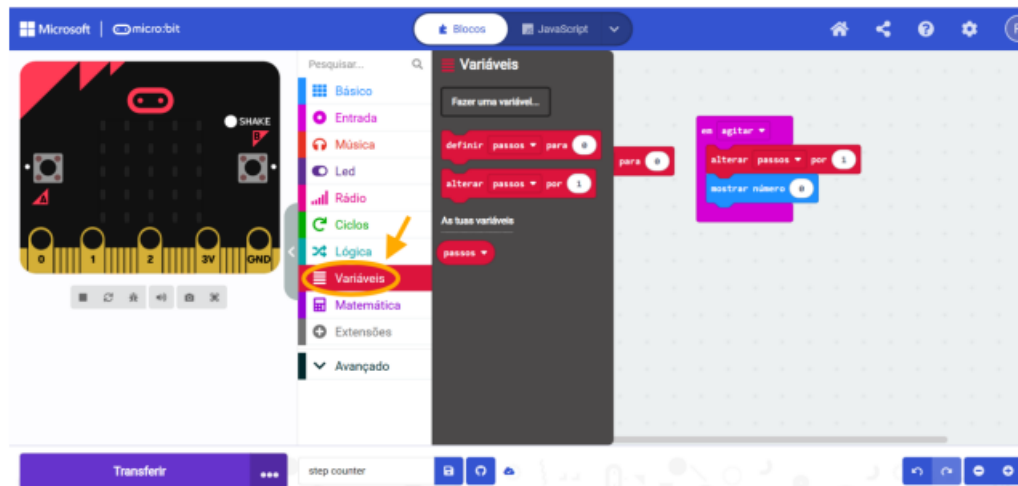 Microsoft
micro:bit
Blocos
JavaScript
Pesquisar...
Básico
Entrada
Música
Led
Rádio
Ciclos
Lógica
Variáveis
Matemática
Extensões
Avançado
SHAKE
B
A
0 1 2 3V GND
Variáveis
Fazer uma variável...
definir passos para 0
alterar passos por 1
As tuas variáveis
passos
para 0
em agitar
alterar passos por 1
mostrar número 0
Transferir
step counter